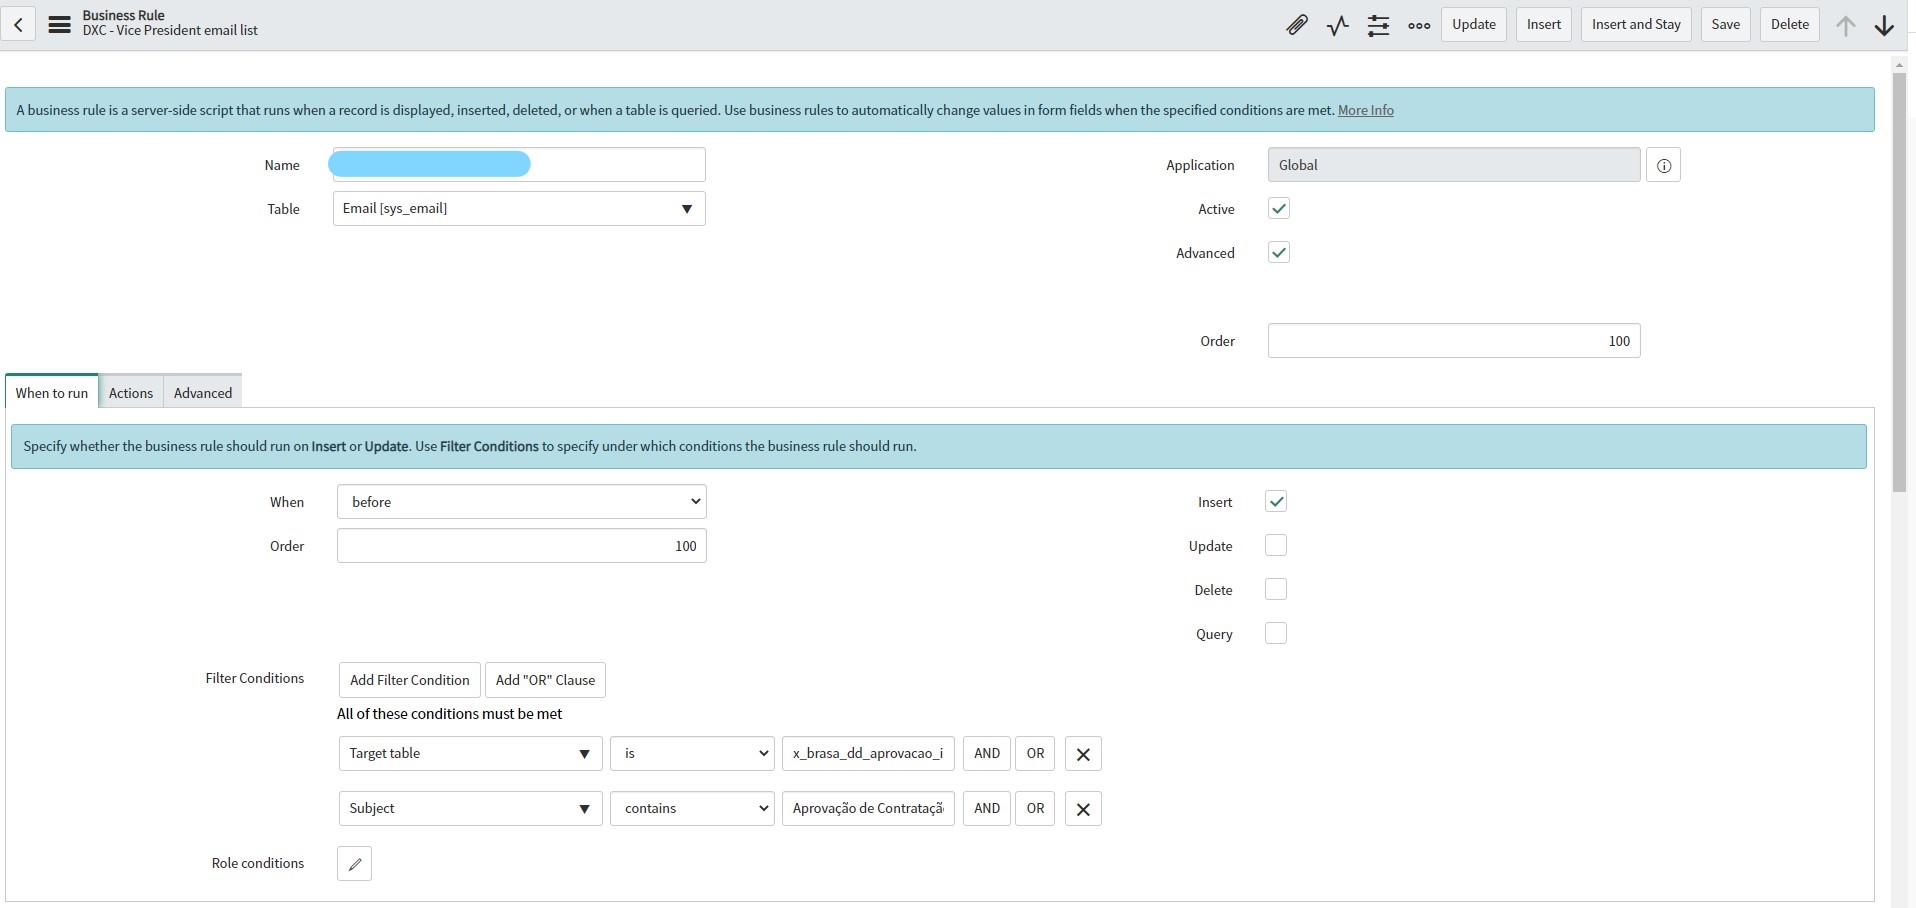 Business Rule
DXC - Vice President email list
Update
Insert
Insert and Stay
Save
Delete
A business rule is a server-side script that runs when a record is displayed, inserted, deleted, or when a table is queried. Use business rules to automatically change values in form fields when the specified conditions are met. More Info
Name
Application
Global
Table
Email [sys_email]
Active
Advanced
Order
100
When to run
Actions
Advanced
Specify whether the business rule should run on Insert or Update. Use Filter Conditions to specify under which conditions the business rule should run.
When
before
Insert
Order
100
Update
Delete
Query
Filter Conditions
Add Filter Condition
Add "OR" Clause
All of these conditions must be met
Target table
is
x_brasa_dd_aprovacao_i
AND
OR
Subject
contains
Aprovação de Contrataçã
AND
OR
Role conditions